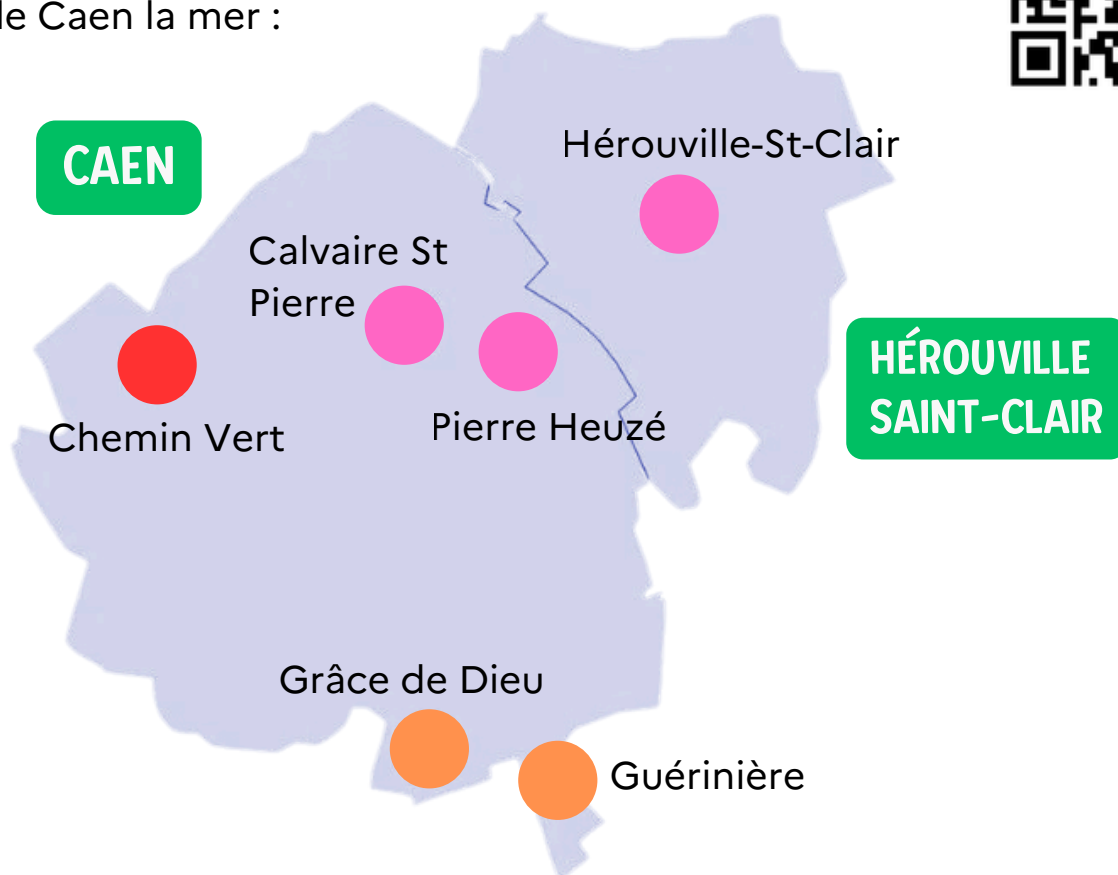 le Caen la mer :
CAEN
Hérouville-St-Clair
Calvaire St
Pierre
HÉROUVILLE
SAINT-CLAIR
Chemin Vert
Pierre Heuzé
Grâce de Dieu
Guérinière